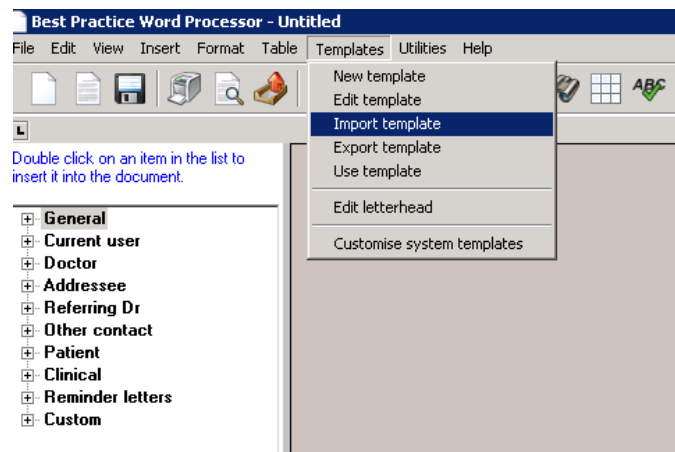 Best Practice Word Processor - Untitled
File Edit View Insert Format Table Templates Utilities Help
New template
Edit template
Import template
Export template
Use template
Edit letterhead
Customise system templates
ABC
L
Double click on an item in the list to
insert it into the document.
General
Current user
Doctor
Addressee
Referring Dr
Other contact
Patient
Clinical
Reminder letters
Custom